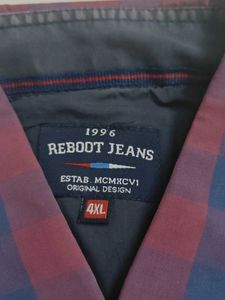 1996
REBOOT JEANS
ESTAB. MCMXCVI
ORIGINAL DESIGN
4XL